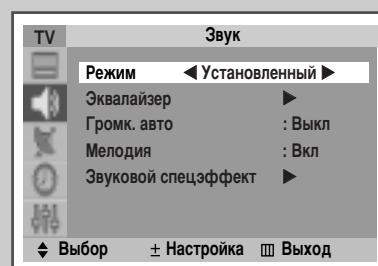 TV Звук
Режим ◀ Установленный ▶
Эквалайзер ▶
Громк. авто : Выкл
Мелодия : Вкл
Звуковой спецэффект ▶
Выбор ± Настройка Выход